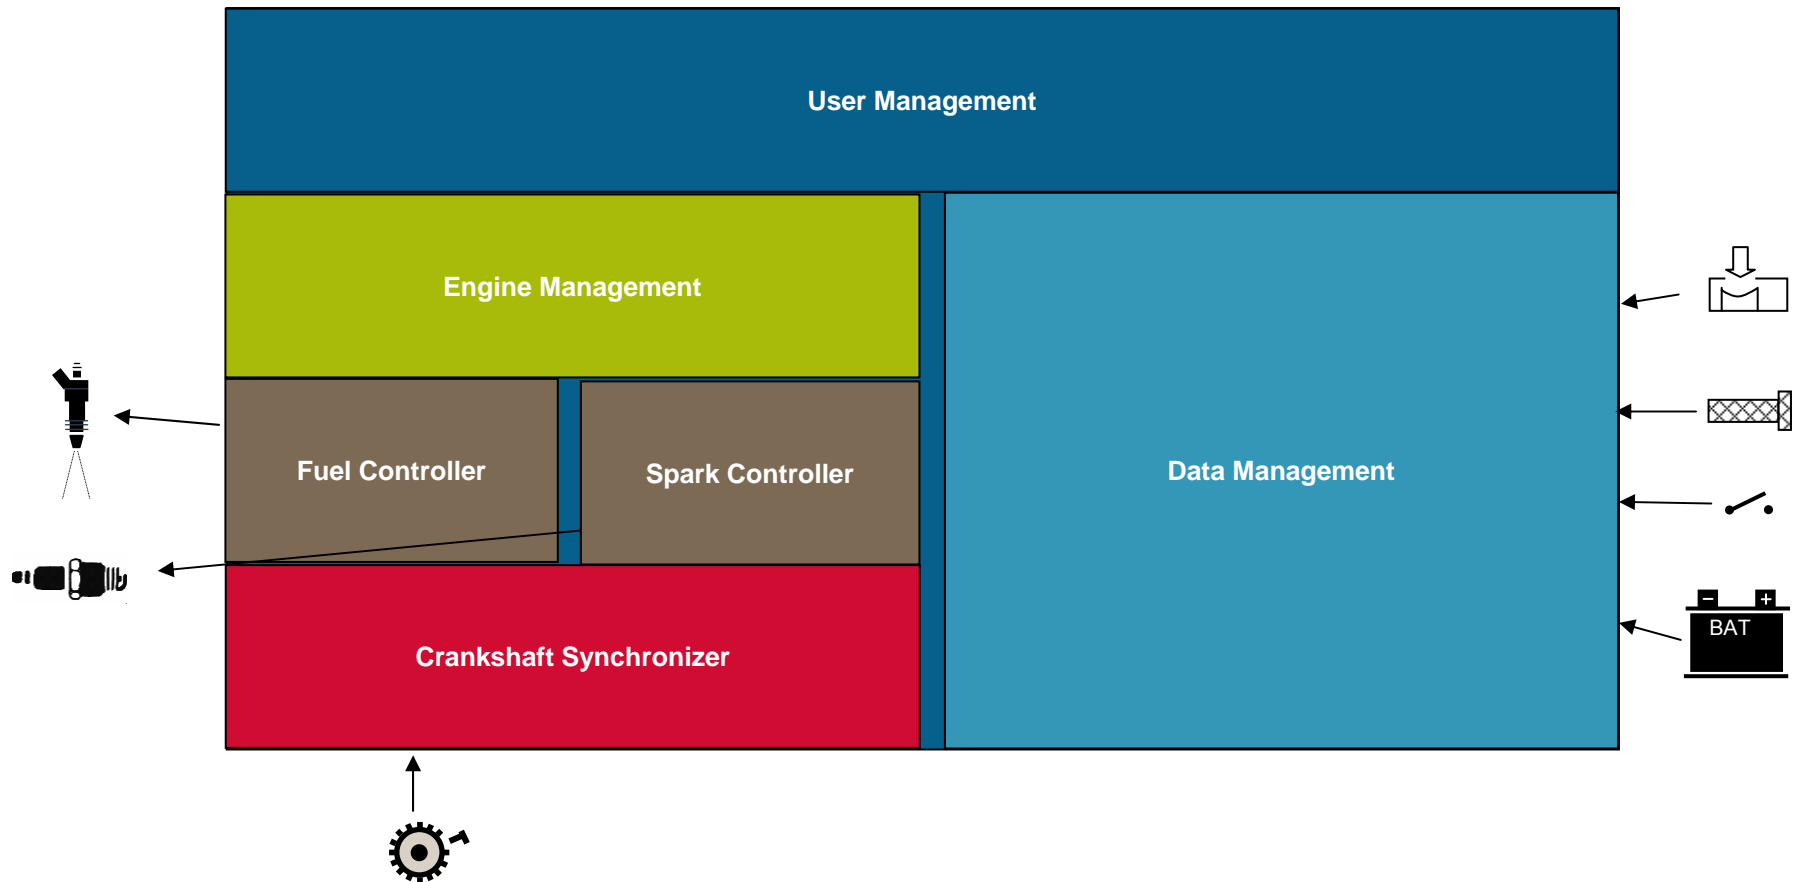 User Management
Engine Management
Fuel Controller
Spark Controller
Data Management
BAT
Crankshaft Synchronizer